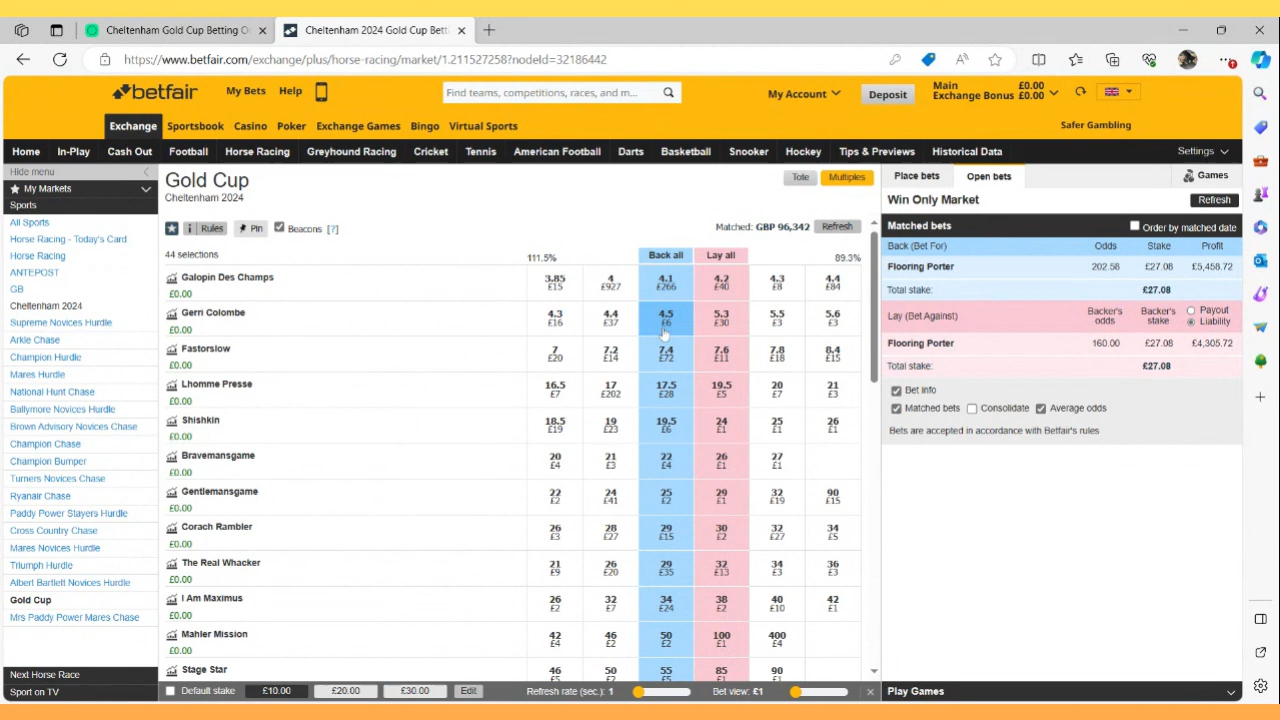 Cheltenham Gold Cup Betting O
Cheltenham 2024 Gold Cup Bett
https://www.betfair.com/exchange/plus/horse-racing/market/1.211527258?nodeId=32186442
betfair
My Bets
Help
Find teams, competitions, races, and m...
My Account
Deposit
Main £0.00
Exchange Bonus £0.00
Exchange Sportsbook Casino Poker Exchange Games Bingo Virtual Sports
Safer Gambling
Home In-Play Cash Out Football Horse Racing Greyhound Racing Cricket Tennis American Football Darts Basketball Snooker Hockey Tips & Previews Historical Data Settings
Hide menu
My Markets
Sports
All Sports
Horse Racing - Today's Card
Horse Racing
ANTEPOST
GB
Cheltenham 2024
Supreme Novices Hurdle
Arkle Chase
Champion Hurdle
Mares Hurdle
National Hunt Chase
Ballymore Novices Hurdle
Brown Advisory Novices Chase
Champion Chase
Champion Bumper
Turners Novices Chase
Ryanair Chase
Paddy Power Stayers Hurdle
Cross Country Chase
Mares Novices Hurdle
Triumph Hurdle
Albert Bartlett Novices Hurdle
Gold Cup
Mrs Paddy Power Mares Chase
Next Horse Race
Sport on TV
Gold Cup
Cheltenham 2024
Tote
Multiples
i Rules
Pin
Beacons [?]
Matched: GBP 96,342
Refresh
44 selections 111.5% Back all Lay all 89.3%
Galopin Des Champs 3.85 4 4.1 4.2 4.3 4.4
£0.00 £15 £927 £266 £40 £8 £84
Gerri Colombe 4.3 4.4 4.5 5.3 5.5 5.6
£0.00 £16 £37 £6 £30 £3 £3
Fastorslow 7 7.2 7.4 7.6 7.8 8.4
£0.00 £20 £14 £72 £11 £18 £15
Lhomme Presse 16.5 17 17.5 19.5 20 21
£0.00 £7 £202 £28 £5 £7 £3
Shishkin 18.5 19 19.5 24 25 26
£0.00 £19 £23 £6 £1 £1 £1
Bravemansgame 20 21 22 26 27
£0.00 £4 £3 £4 £1 £1
Gentlemansgame 22 24 25 29 32 90
£0.00 £2 £41 £2 £1 £19 £15
Corach Rambler 26 28 29 30 32 34
£0.00 £3 £27 £15 £2 £27 £5
The Real Whacker 21 26 29 32 34 36
£0.00 £9 £20 £35 £13 £3 £3
I Am Maximus 26 32 34 38 40 42
£0.00 £2 £7 £24 £2 £10 £1
Mahler Mission 42 46 50 100 400
£4 £2 £2 £1 £4
Stage Star 46 50 55 85 90
Default stake £10.00 £20.00 £30.00 Edit Refresh rate (sec.): 1 Bet view: £1
Place bets
Open bets
Games
Win Only Market
Refresh
Matched bets
Order by matched date
Back (Bet For) Odds Stake Profit
Flooring Porter 202.58 £27.08 £5,458.72
Total stake: £27.08
Lay (Bet Against) Backer's odds Backer's stake Payout Liability
Flooring Porter 160.00 £27.08 £4,305.72
Total stake: £27.08
Bet info
Matched bets Consolidate Average odds
Bets are accepted in accordance with Betfair's rules
Play Games